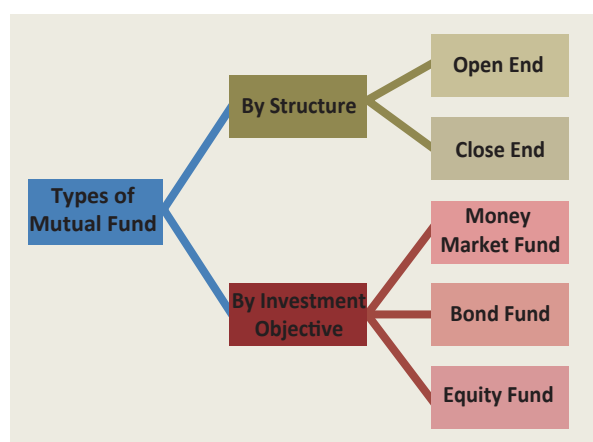 Types of
Mutual Fund
By Structure
Open End
Close End
By Investment
Objective
Money
Market Fund
Bond Fund
Equity Fund